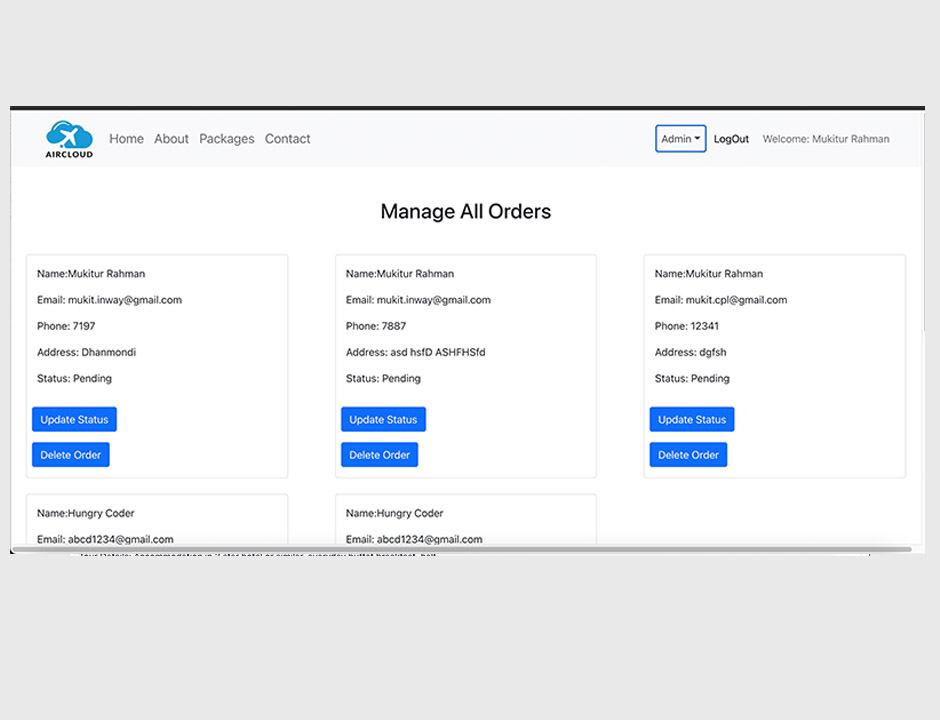 AIRCLOUD
Home About Packages Contact
Admin LogOut Welcome: Mukitur Rahman
Manage All Orders
Name:Mukitur Rahman
Email: mukit.inway@gmail.com
Phone: 7197
Address: Dhanmondi
Status: Pending
Update Status
Delete Order
Name:Mukitur Rahman
Email: mukit.inway@gmail.com
Phone: 7887
Address: asd hsfD ASHFHSfd
Status: Pending
Update Status
Delete Order
Name:Mukitur Rahman
Email: mukit.cpl@gmail.com
Phone: 12341
Address: dgfsh
Status: Pending
Update Status
Delete Order
Name:Hungry Coder
Email: abcd1234@gmail.com
Name:Hungry Coder
Email: abcd1234@gmail.com